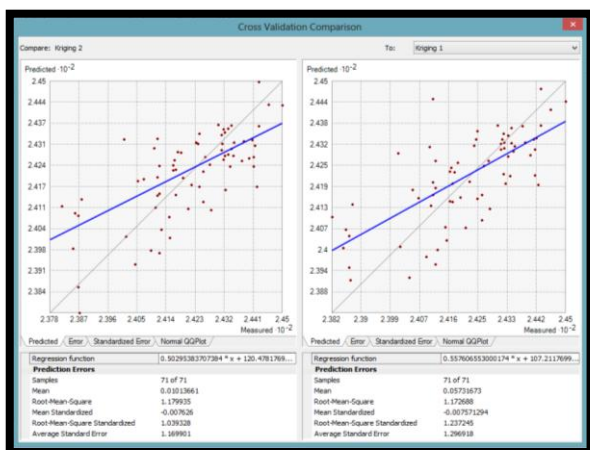 Cross Validation Comparison
Compare: Kriging 2
To: Kriging 1
Predicted ·10⁻²
2.45
2.444
2.437
2.431
2.424
2.417
2.411
2.404
2.398
2.391
2.384
2.378 2.387 2.396 2.405 2.414 2.423 2.432 2.441 2.45
Measured ·10⁻²
Predicted Error Standardized Error Normal QQPlot
Regression function 0.50295383707384 * x + 120.4781769...
Prediction Errors
Samples 71 of 71
Mean 0.01013661
Root-Mean-Square 1.179935
Mean Standardized -0.007626
Root-Mean-Square Standardized 1.039328
Average Standard Error 1.169901
Predicted ·10⁻²
2.45
2.444
2.438
2.432
2.426
2.419
2.413
2.407
2.4
2.394
2.388
2.382 2.39 2.399 2.407 2.416 2.425 2.433 2.442 2.45
Measured ·10⁻²
Predicted Error Standardized Error Normal QQPlot
Regression function 0.557606553000174 * x + 107.2117699...
Prediction Errors
Samples 71 of 71
Mean 0.05731673
Root-Mean-Square 1.172688
Mean Standardized -0.007571294
Root-Mean-Square Standardized 1.237245
Average Standard Error 1.296918